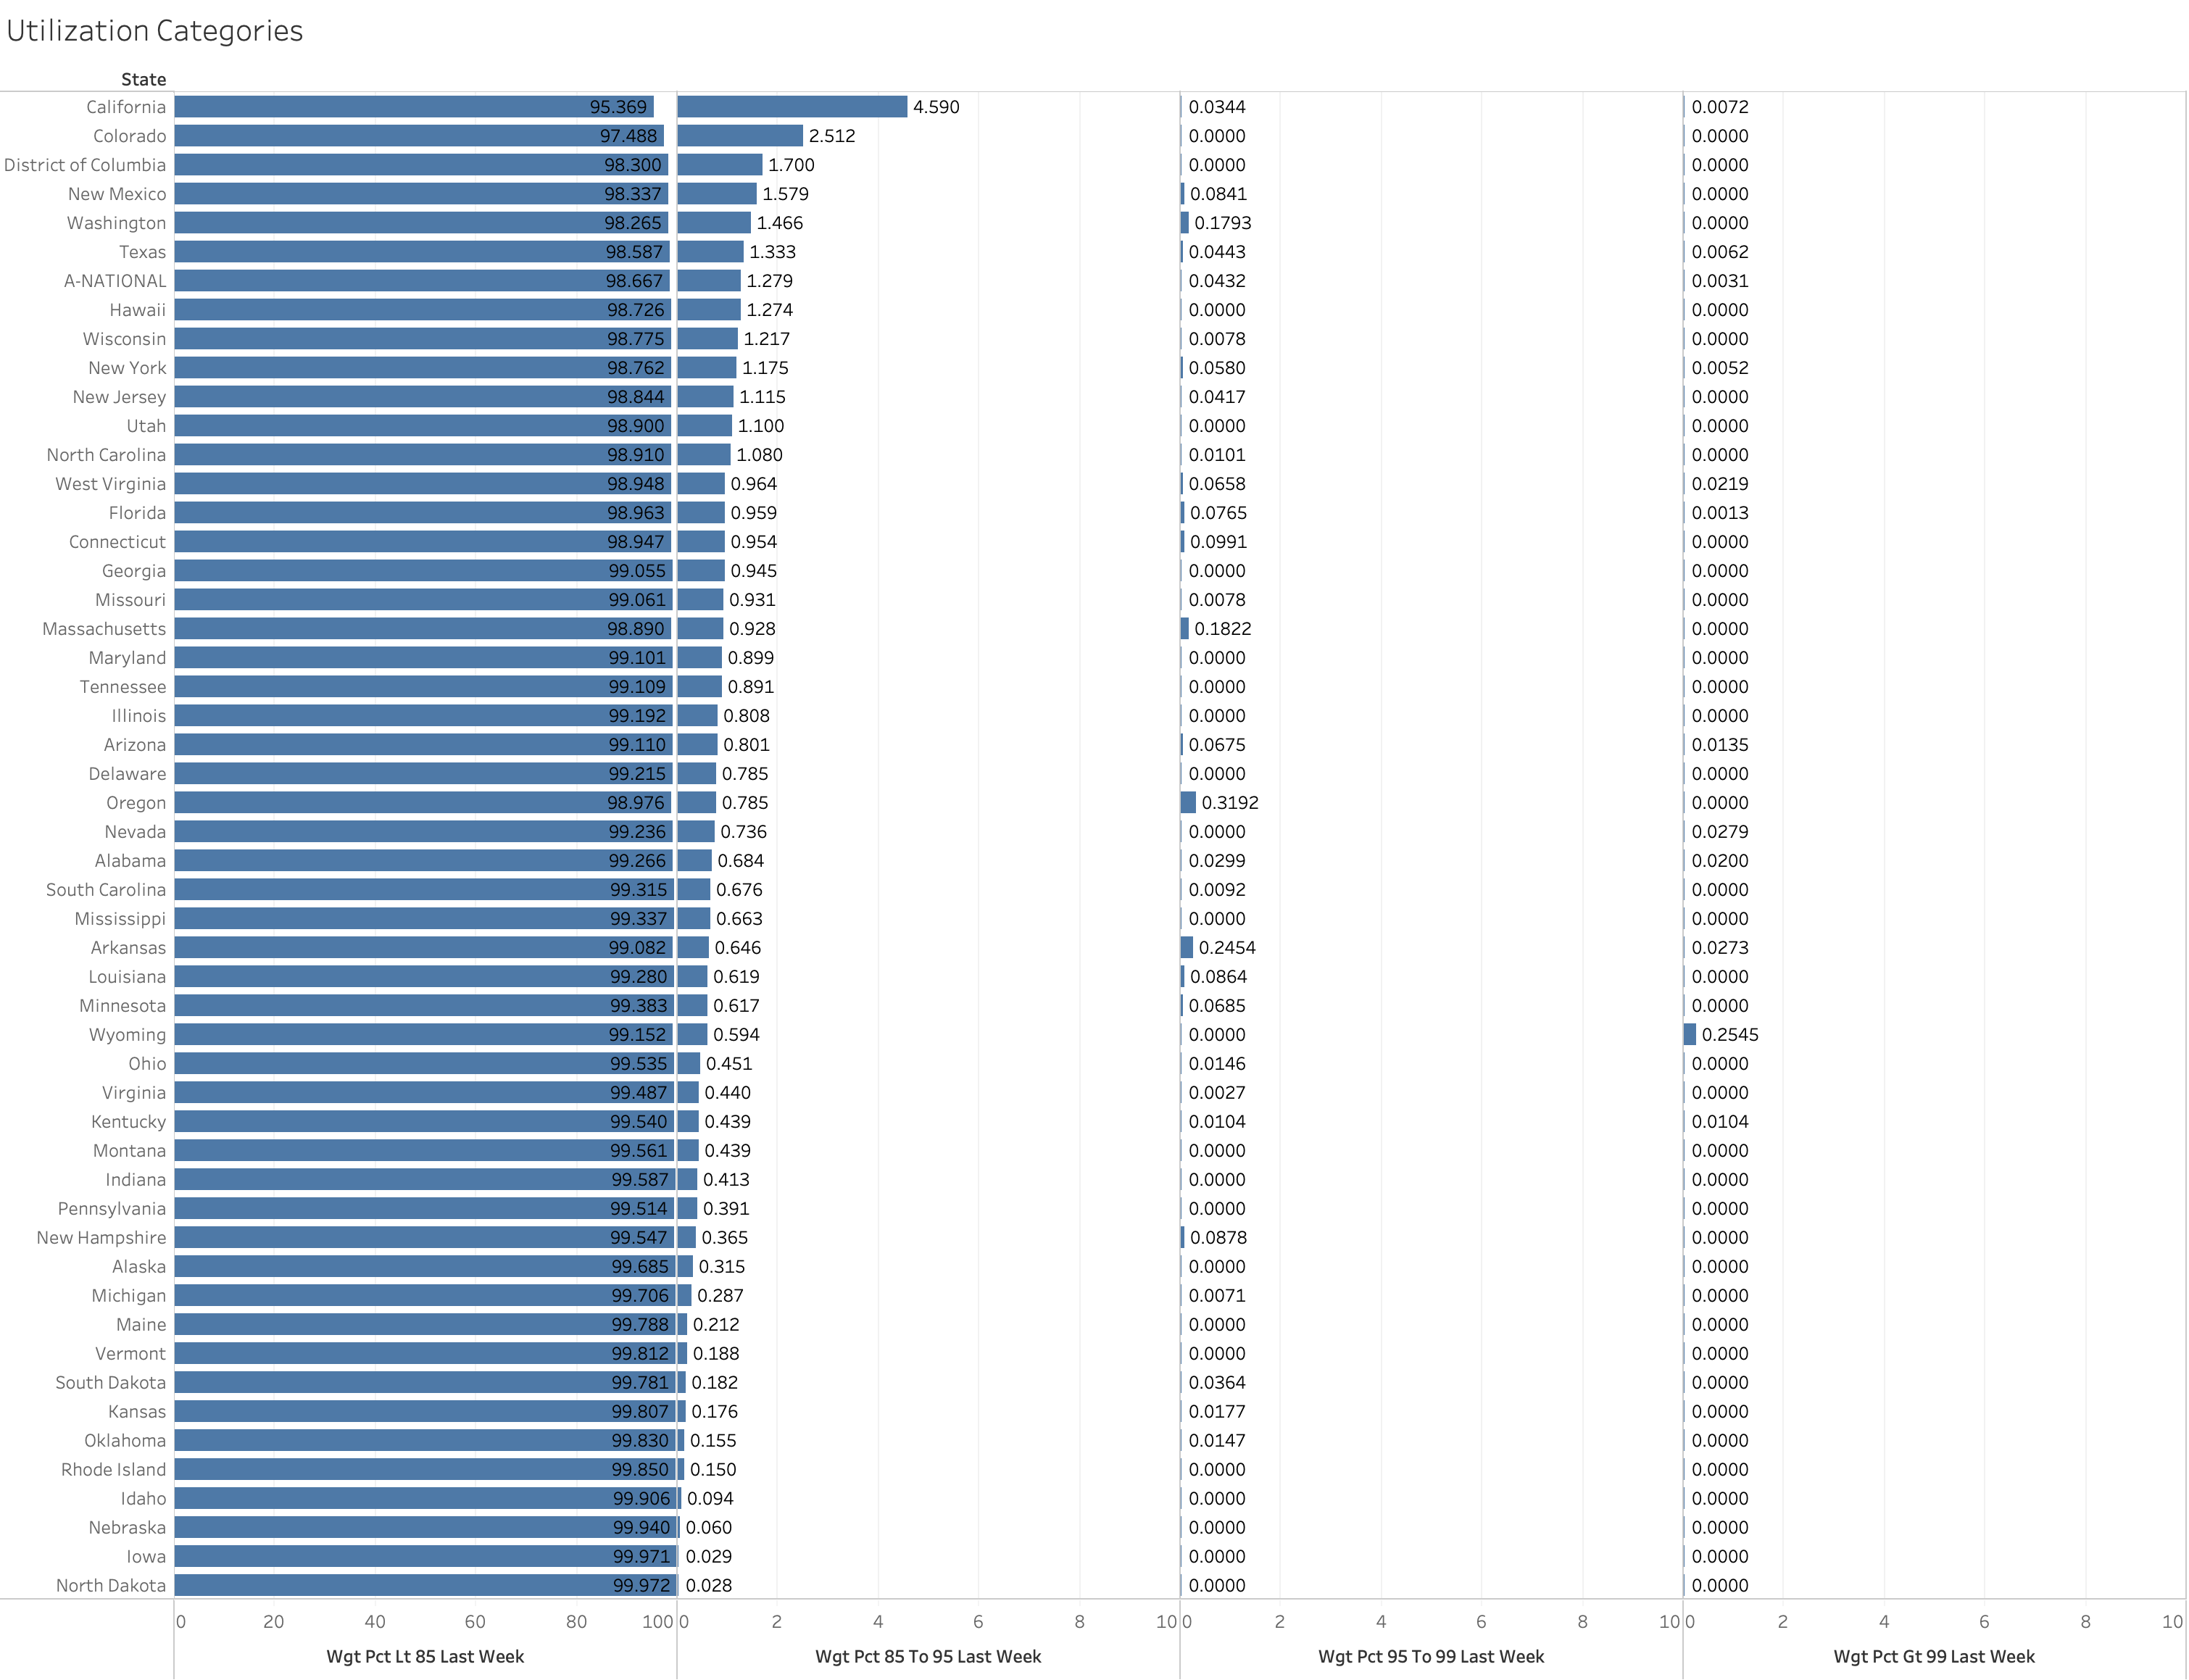 Utilization Categories
State
California 95.369 4.590 0.0344 0.0072
Colorado 97.488 2.512 0.0000 0.0000
District of Columbia 98.300 1.700 0.0000 0.0000
New Mexico 98.337 1.579 0.0841 0.0000
Washington 98.265 1.466 0.1793 0.0000
Texas 98.587 1.333 0.0443 0.0062
A-NATIONAL 98.667 1.279 0.0432 0.0031
Hawaii 98.726 1.274 0.0000 0.0000
Wisconsin 98.775 1.217 0.0078 0.0000
New York 98.762 1.175 0.0580 0.0052
New Jersey 98.844 1.115 0.0417 0.0000
Utah 98.900 1.100 0.0000 0.0000
North Carolina 98.910 1.080 0.0101 0.0000
West Virginia 98.948 0.964 0.0658 0.0219
Florida 98.963 0.959 0.0765 0.0013
Connecticut 98.947 0.954 0.0991 0.0000
Georgia 99.055 0.945 0.0000 0.0000
Missouri 99.061 0.931 0.0078 0.0000
Massachusetts 98.890 0.928 0.1822 0.0000
Maryland 99.101 0.899 0.0000 0.0000
Tennessee 99.109 0.891 0.0000 0.0000
Illinois 99.192 0.808 0.0000 0.0000
Arizona 99.110 0.801 0.0675 0.0135
Delaware 99.215 0.785 0.0000 0.0000
Oregon 98.976 0.785 0.3192 0.0000
Nevada 99.236 0.736 0.0000 0.0279
Alabama 99.266 0.684 0.0299 0.0200
South Carolina 99.315 0.676 0.0092 0.0000
Mississippi 99.337 0.663 0.0000 0.0000
Arkansas 99.082 0.646 0.2454 0.0273
Louisiana 99.280 0.619 0.0864 0.0000
Minnesota 99.383 0.617 0.0685 0.0000
Wyoming 99.152 0.594 0.0000 0.2545
Ohio 99.535 0.451 0.0146 0.0000
Virginia 99.487 0.440 0.0027 0.0000
Kentucky 99.540 0.439 0.0104 0.0104
Montana 99.561 0.439 0.0000 0.0000
Indiana 99.587 0.413 0.0000 0.0000
Pennsylvania 99.514 0.391 0.0000 0.0000
New Hampshire 99.547 0.365 0.0878 0.0000
Alaska 99.685 0.315 0.0000 0.0000
Michigan 99.706 0.287 0.0071 0.0000
Maine 99.788 0.212 0.0000 0.0000
Vermont 99.812 0.188 0.0000 0.0000
South Dakota 99.781 0.182 0.0364 0.0000
Kansas 99.807 0.176 0.0177 0.0000
Oklahoma 99.830 0.155 0.0147 0.0000
Rhode Island 99.850 0.150 0.0000 0.0000
Idaho 99.906 0.094 0.0000 0.0000
Nebraska 99.940 0.060 0.0000 0.0000
Iowa 99.971 0.029 0.0000 0.0000
North Dakota 99.972 0.028 0.0000 0.0000
0 20 40 60 80 100 0 2 4 6 8 10 0 2 4 6 8 10 0 2 4 6 8 10
Wgt Pct Lt 85 Last Week Wgt Pct 85 To 95 Last Week Wgt Pct 95 To 99 Last Week Wgt Pct Gt 99 Last Week